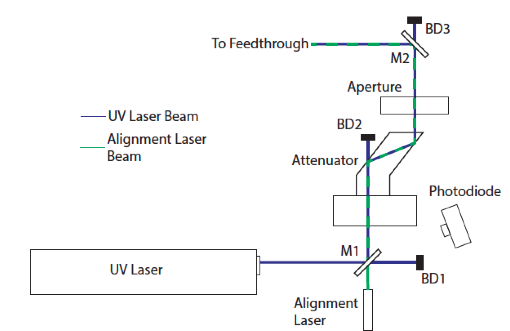 BD3
To Feedthrough
M2
Aperture
UV Laser Beam
BD2
Alignment Laser
Beam
Attenuator
Photodiode
M1
UV Laser
BD1
Alignment
Laser